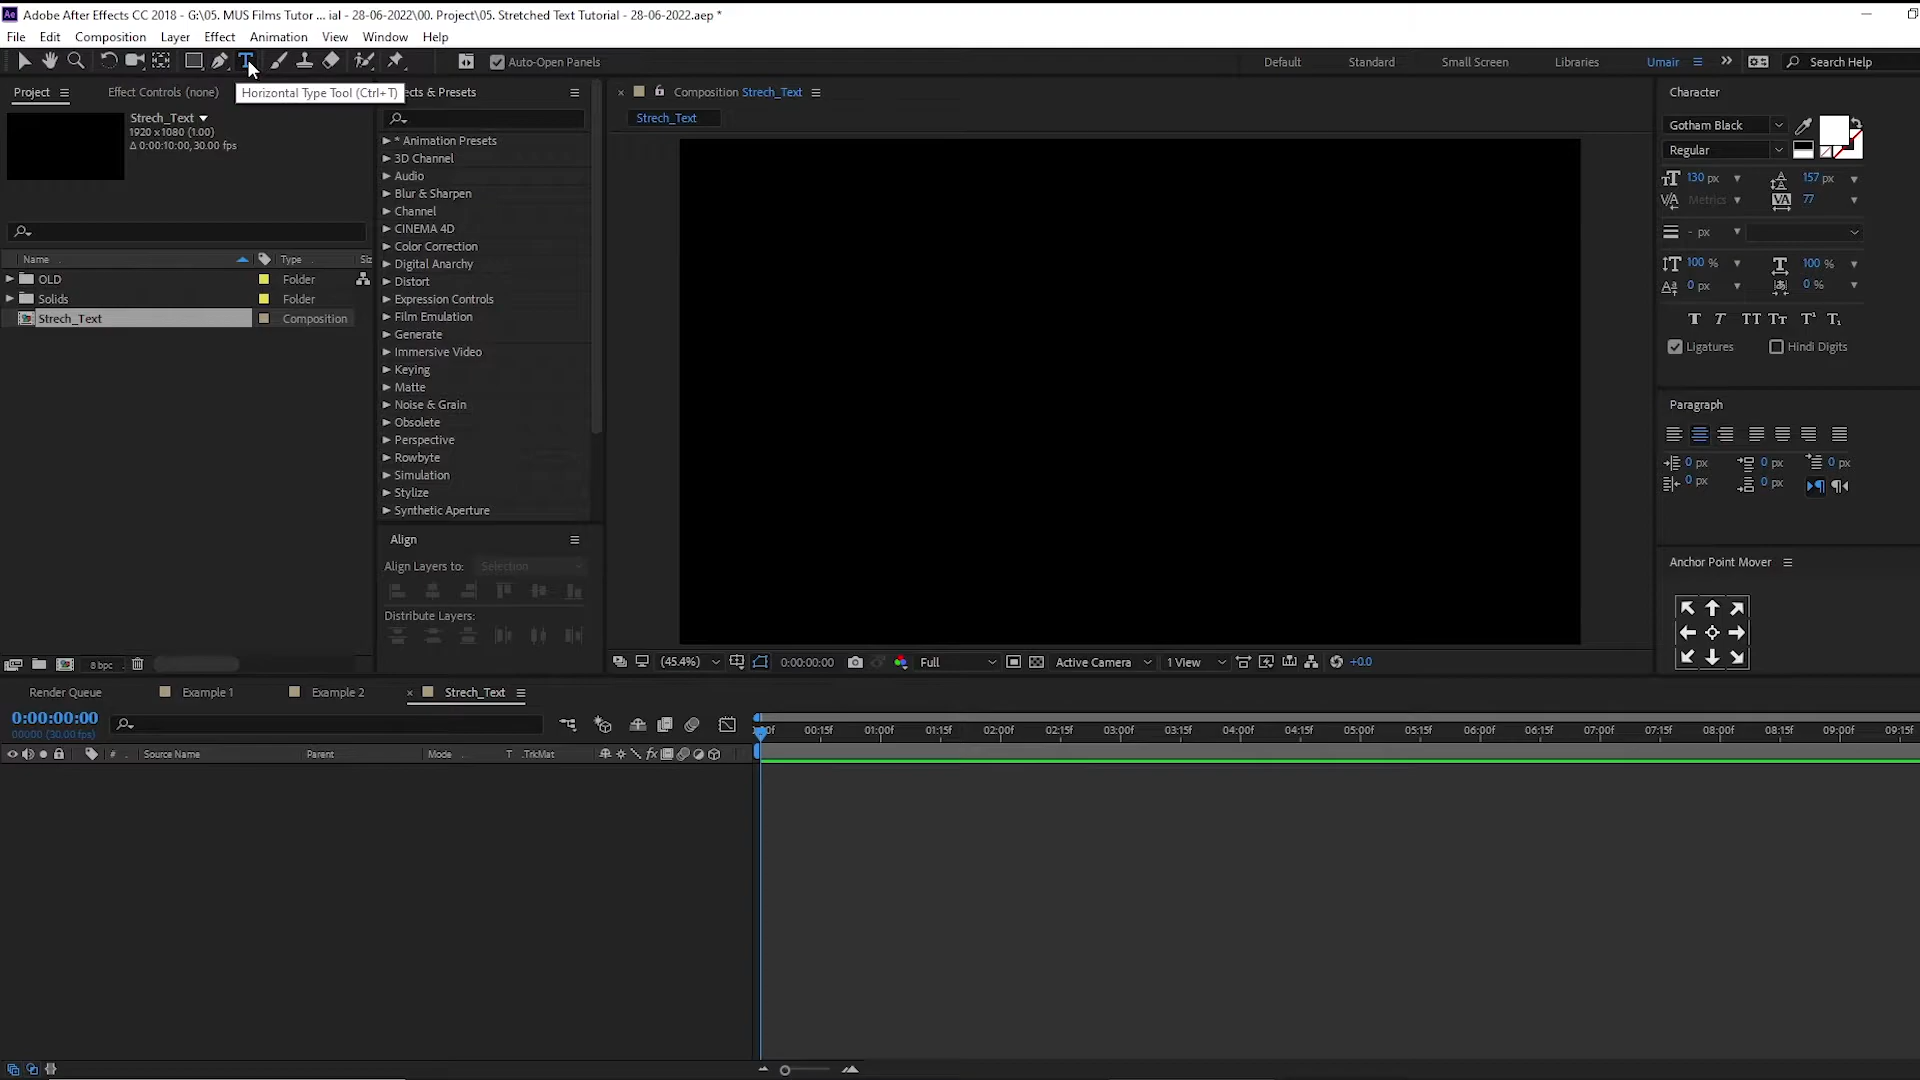 Adobe After Effects CC 2018 - G:\05. MUS Films Tutor ... ial - 28-06-2022\00. Project\05. Stretched Text Tutorial - 28-06-2022.aep *
File Edit Composition Layer Effect Animation View Window Help
Auto-Open Panels
Default Standard Small Screen Libraries Umair Search Help
Project
Effect Controls (none)
Horizontal Type Tool (Ctrl+T)
cts & Presets
Strech_Text
1920 x1080 (1.00)
Δ 0:00:10:00, 30.00 fps
Name Type Siz
OLD Folder
Solids Folder
Strech_Text Composition
8 bpc
* Animation Presets
3D Channel
Audio
Blur & Sharpen
Channel
CINEMA 4D
Color Correction
Digital Anarchy
Distort
Expression Controls
Film Emulation
Generate
Immersive Video
Keying
Matte
Noise & Grain
Obsolete
Perspective
Rowbyte
Simulation
Stylize
Synthetic Aperture
Align
Align Layers to: Selection
Distribute Layers:
Composition Strech_Text
Strech_Text
(45.4%) 0:00:00:00 Full Active Camera 1 View +0.0
Character
Gotham Black
Regular
130 px 157 px
Metrics 77
- px
100 % 100 %
0 px 0 %
Ligatures Hindi Digits
Paragraph
0 px 0 px 0 px
0 px 0 px
Anchor Point Mover
Render Queue Example 1 Example 2 Strech_Text
0:00:00:00
00000 (30.00 fps)
# Source Name Parent Mode T .TrkMat fx
00:15f 01:00f 01:15f 02:00f 02:15f 03:00f 03:15f 04:00f 04:15f 05:00f 05:15f 06:00f 06:15f 07:00f 07:15f 08:00f 08:15f 09:00f 09:15f